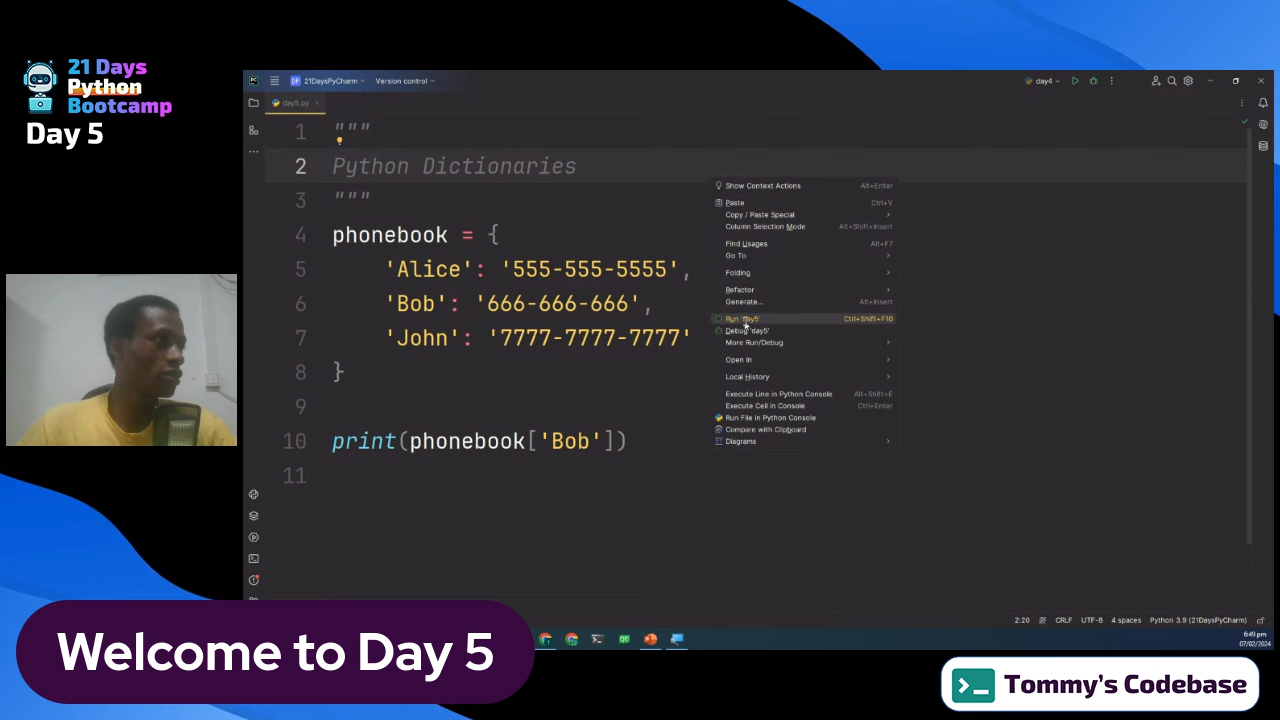 21 Days
Python
Bootcamp
Day 5
21DaysPyCharm
Version control
day4
day5.py
1 """
2 Python Dictionaries
3 """
4 phonebook = {
5 'Alice': '555-555-5555',
6 'Bob': '666-666-666',
7 'John': '7777-7777-7777'
8 }
9
10 print(phonebook['Bob'])
11
Show Context Actions Alt+Enter
Paste Ctrl+V
Copy / Paste Special
Column Selection Mode Alt+Shift+Insert
Find Usages Alt+F7
Go To
Folding
Refactor
Generate... Alt+Insert
Run 'day5' Ctrl+Shift+F10
Debug 'day5'
More Run/Debug
Open In
Local History
Execute Line in Python Console Alt+Shift+E
Execute Cell in Console Ctrl+Enter
Run File in Python Console
Compare with Clipboard
Diagrams
2:20 CRLF UTF-8 4 spaces Python 3.9 (21DaysPyCharm)
6:49 pm
07/02/2024
Welcome to Day 5
Tommy's Codebase